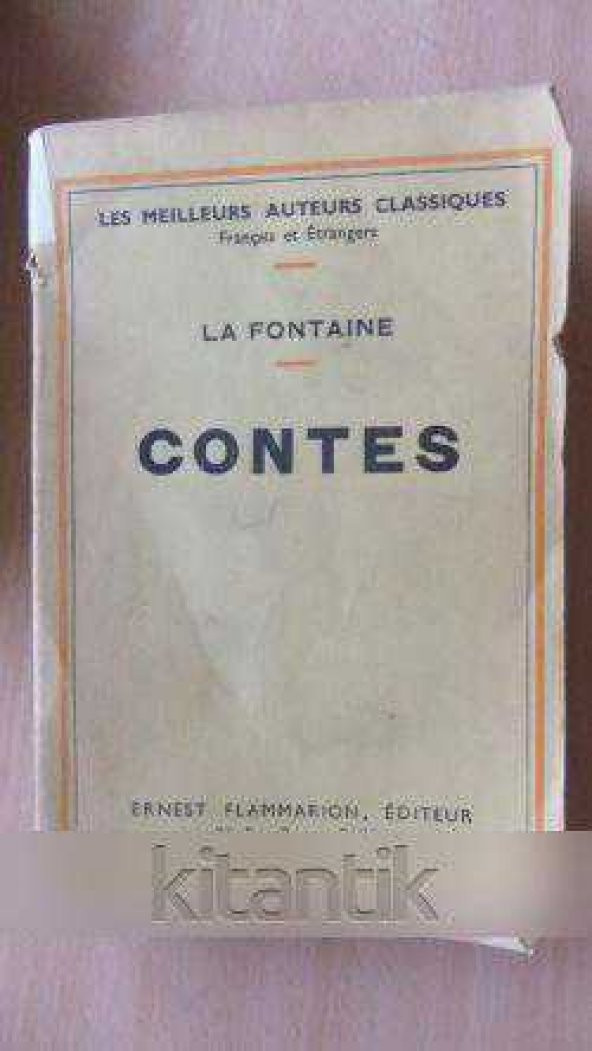 LES MEILLEURS AUTEURS CLASSIQUES
Français et Étrangers
LA FONTAINE
CONTES
ERNEST FLAMMARION, ÉDITEUR
kitantik